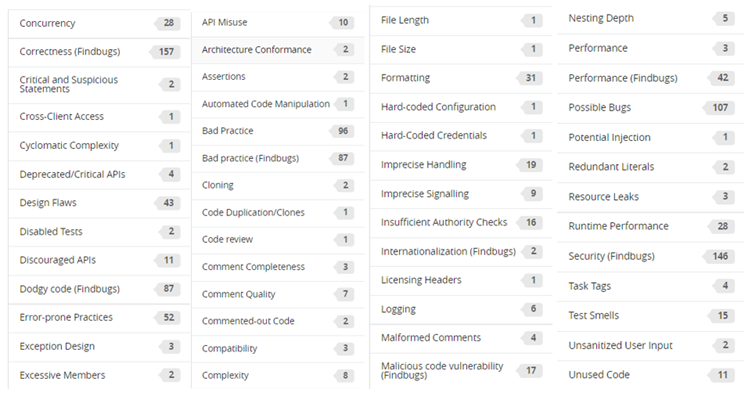 Concurrency 28
Correctness (Findbugs) 157
Critical and Suspicious
Statements 2
Cross-Client Access 1
Cyclomatic Complexity 1
Deprecated/Critical APIs 4
Design Flaws 43
Disabled Tests 2
Discouraged APIs 11
Dodgy code (Findbugs) 87
Error-prone Practices 52
Exception Design 3
Excessive Members 2
API Misuse 10
Architecture Conformance 2
Assertions 2
Automated Code Manipulation 1
Bad Practice 96
Bad practice (Findbugs) 87
Cloning 2
Code Duplication/Clones 1
Code review 1
Comment Completeness 3
Comment Quality 7
Commented-out Code 2
Compatibility 3
Complexity 8
File Length 1
File Size 1
Formatting 31
Hard-coded Configuration 1
Hard-Coded Credentials 1
Imprecise Handling 19
Imprecise Signalling 9
Insufficient Authority Checks 16
Internationalization (Findbugs) 2
Licensing Headers 1
Logging 6
Malformed Comments 4
Malicious code vulnerability
(Findbugs) 17
Nesting Depth 5
Performance 3
Performance (Findbugs) 42
Possible Bugs 107
Potential Injection 1
Redundant Literals 2
Resource Leaks 3
Runtime Performance 28
Security (Findbugs) 146
Task Tags 4
Test Smells 15
Unsanitized User Input 2
Unused Code 11